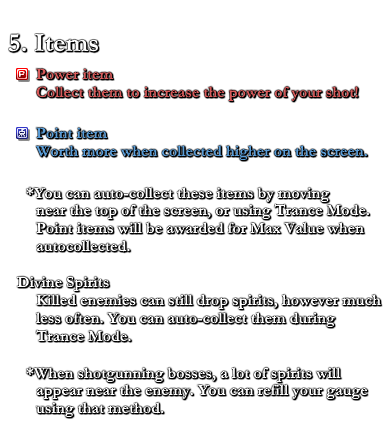 5. Items
P Power item
Collect them to increase the power of your shot!
Point item
Worth more when collected higher on the screen.
*You can auto-collect these items by moving
near the top of the screen, or using Trance Mode.
Point items will be awarded for Max Value when
autocollected.
Divine Spirits
Killed enemies can still drop spirits, however much
less often. You can auto-collect them during
Trance Mode.
*When shotgunning bosses, a lot of spirits will
appear near the enemy. You can refill your gauge
using that method.